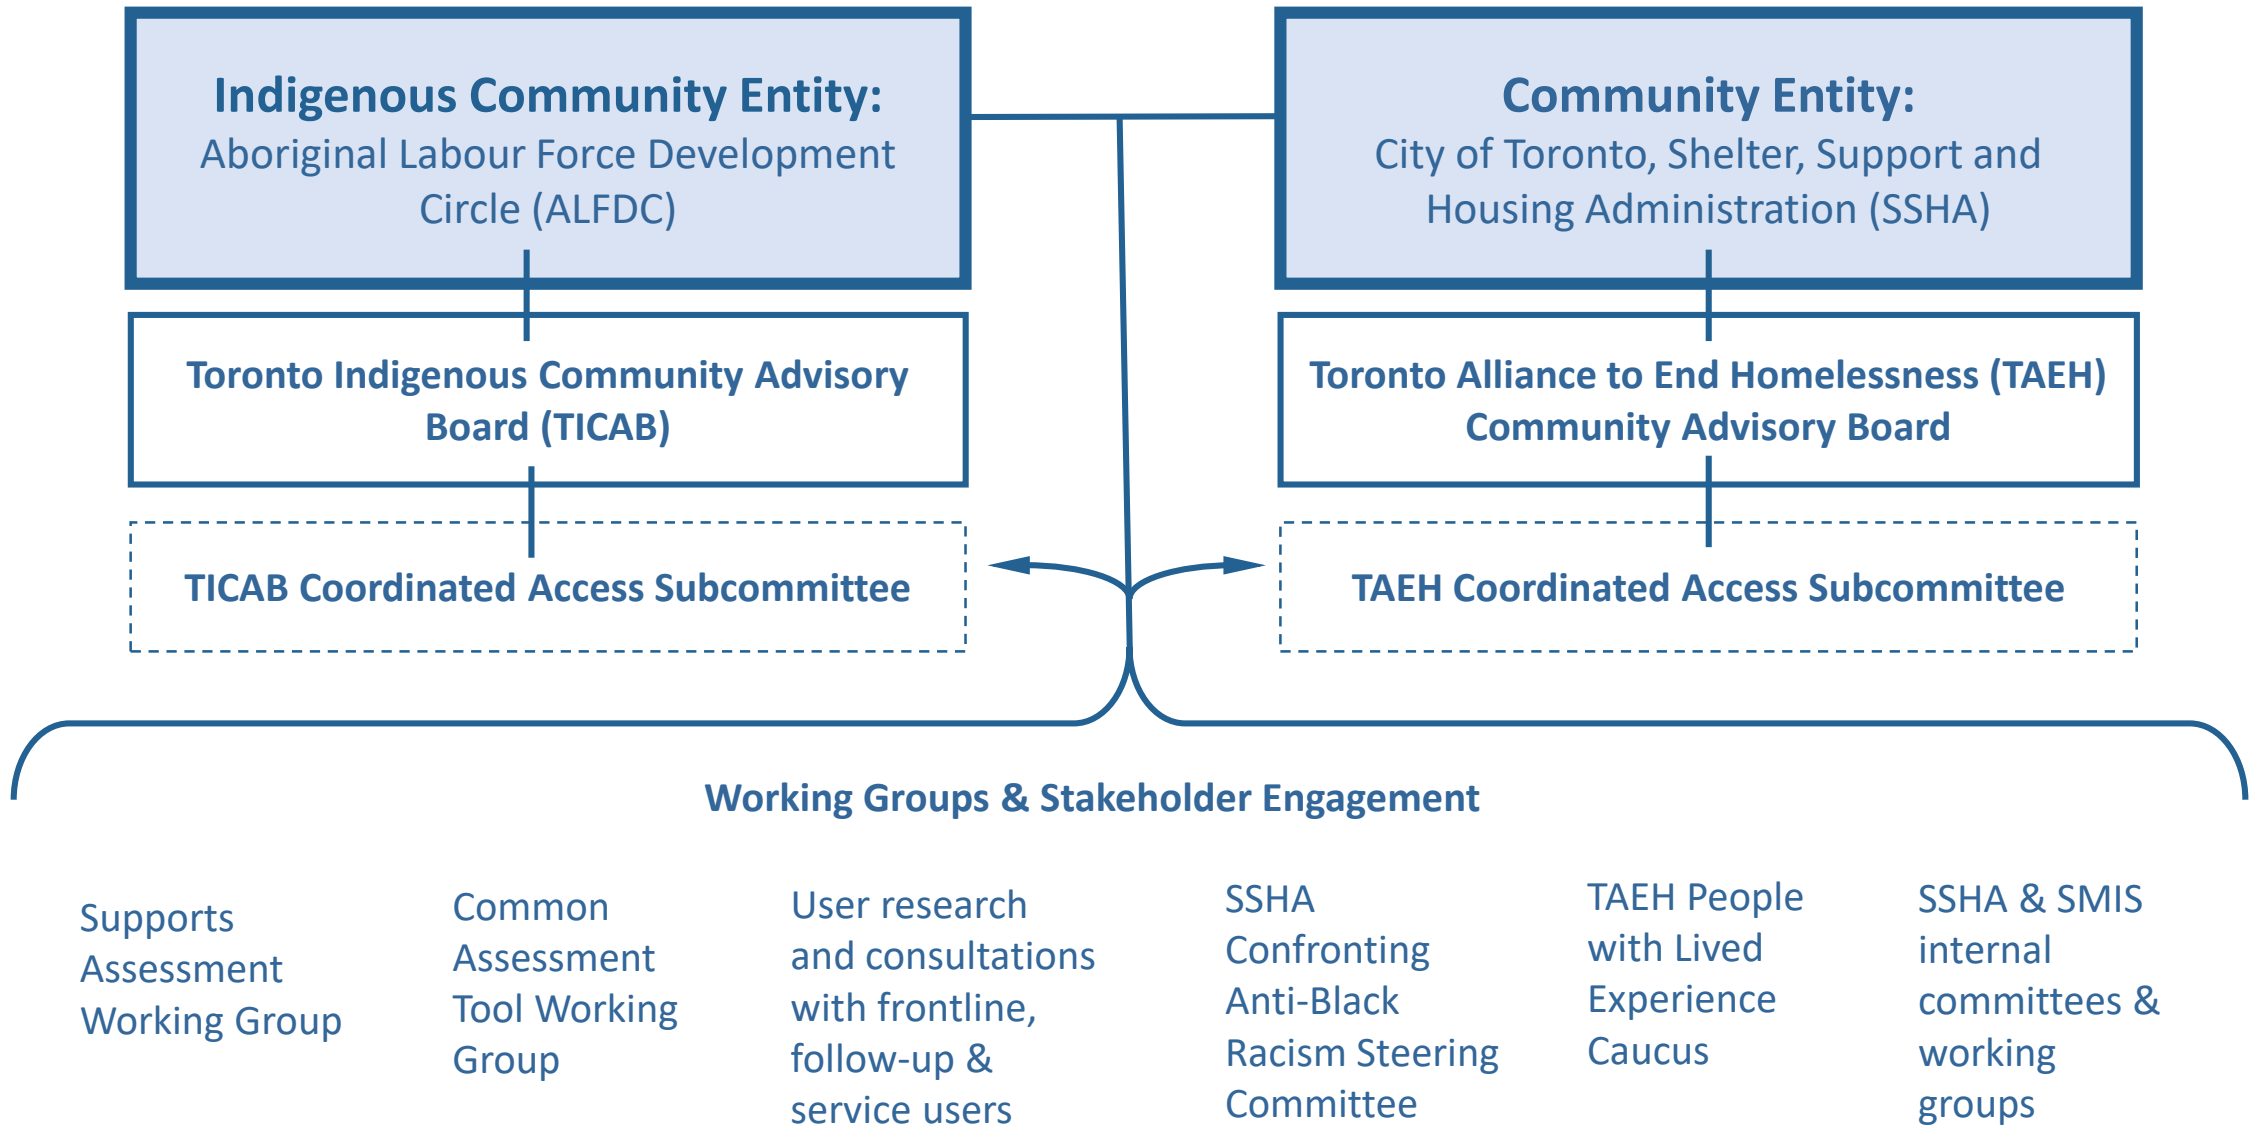 Indigenous Community Entity:
Aboriginal Labour Force Development
Circle (ALFDC)
Community Entity:
City of Toronto, Shelter, Support and
Housing Administration (SSHA)
Toronto Indigenous Community Advisory
Board (TICAB)
Toronto Alliance to End Homelessness (TAEH)
Community Advisory Board
TICAB Coordinated Access Subcommittee
TAEH Coordinated Access Subcommittee
Working Groups & Stakeholder Engagement
Supports
Assessment
Working Group
Common
Assessment
Tool Working
Group
User research
and consultations
with frontline,
follow-up &
service users
SSHA
Confronting
Anti-Black
Racism Steering
Committee
TAEH People
with Lived
Experience
Caucus
SSHA & SMIS
internal
committees &
working
groups